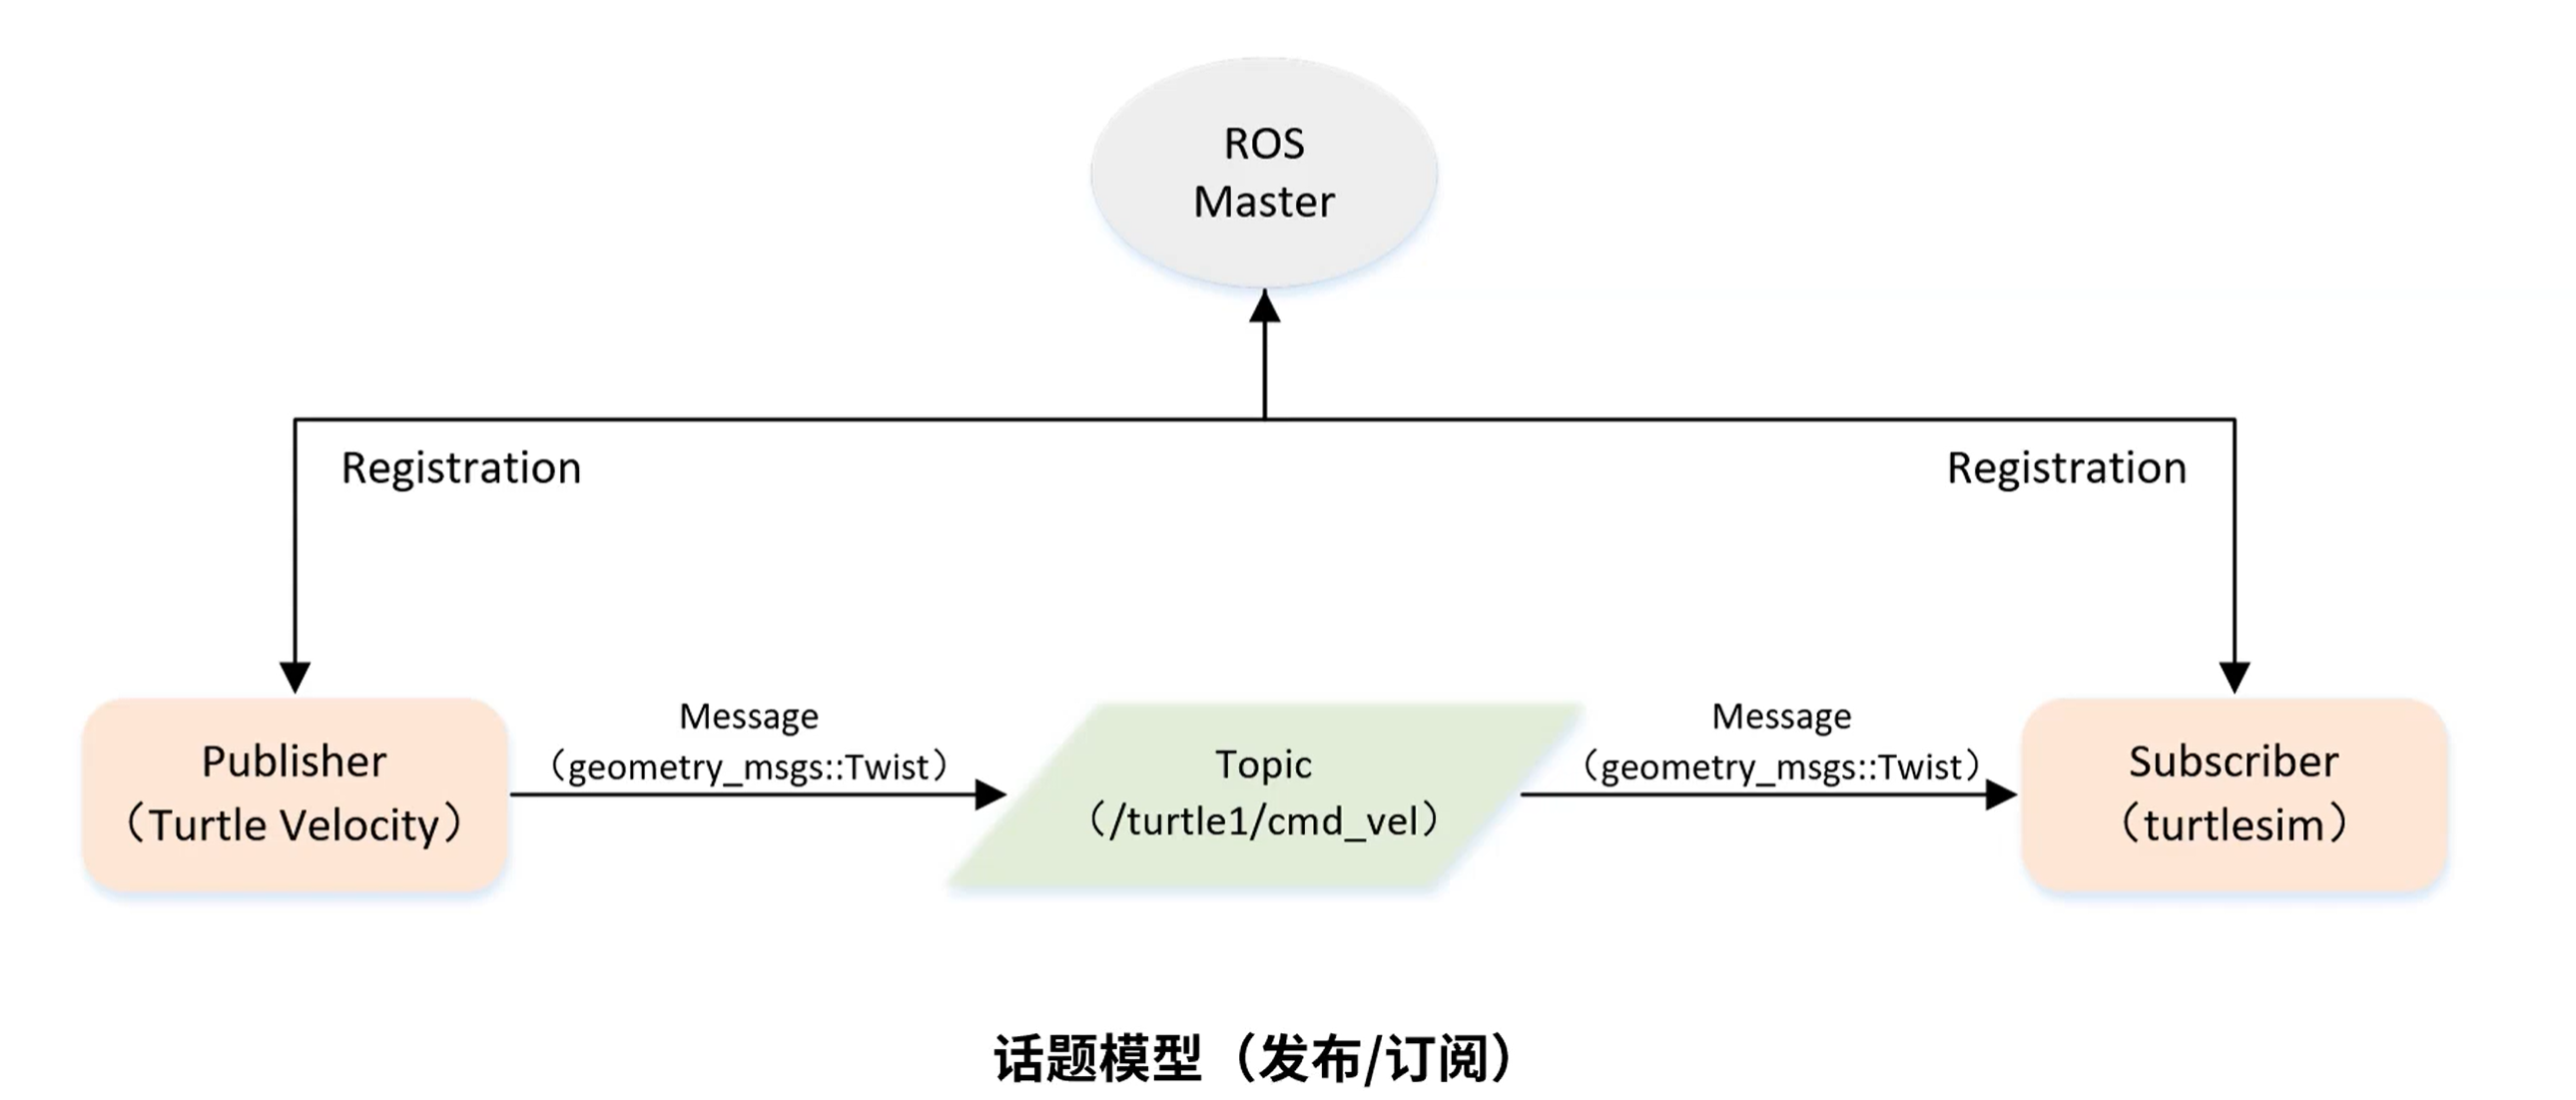 ROS
Master
Registration
Registration
Message
（geometry_msgs::Twist）
Message
（geometry_msgs::Twist）
Publisher
（Turtle Velocity）
Topic
（/turtle1/cmd_vel）
Subscriber
（turtlesim）
话题模型（发布/订阅）